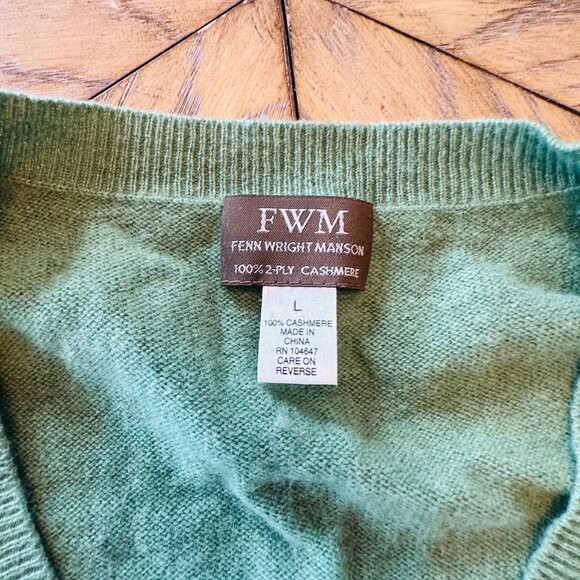 FWM
FENN WRIGHT MANSON
100% 2-PLY CASHMERE
L
100% CASHMERE
MADE IN
CHINA
RN 104647
CARE ON
REVERSE